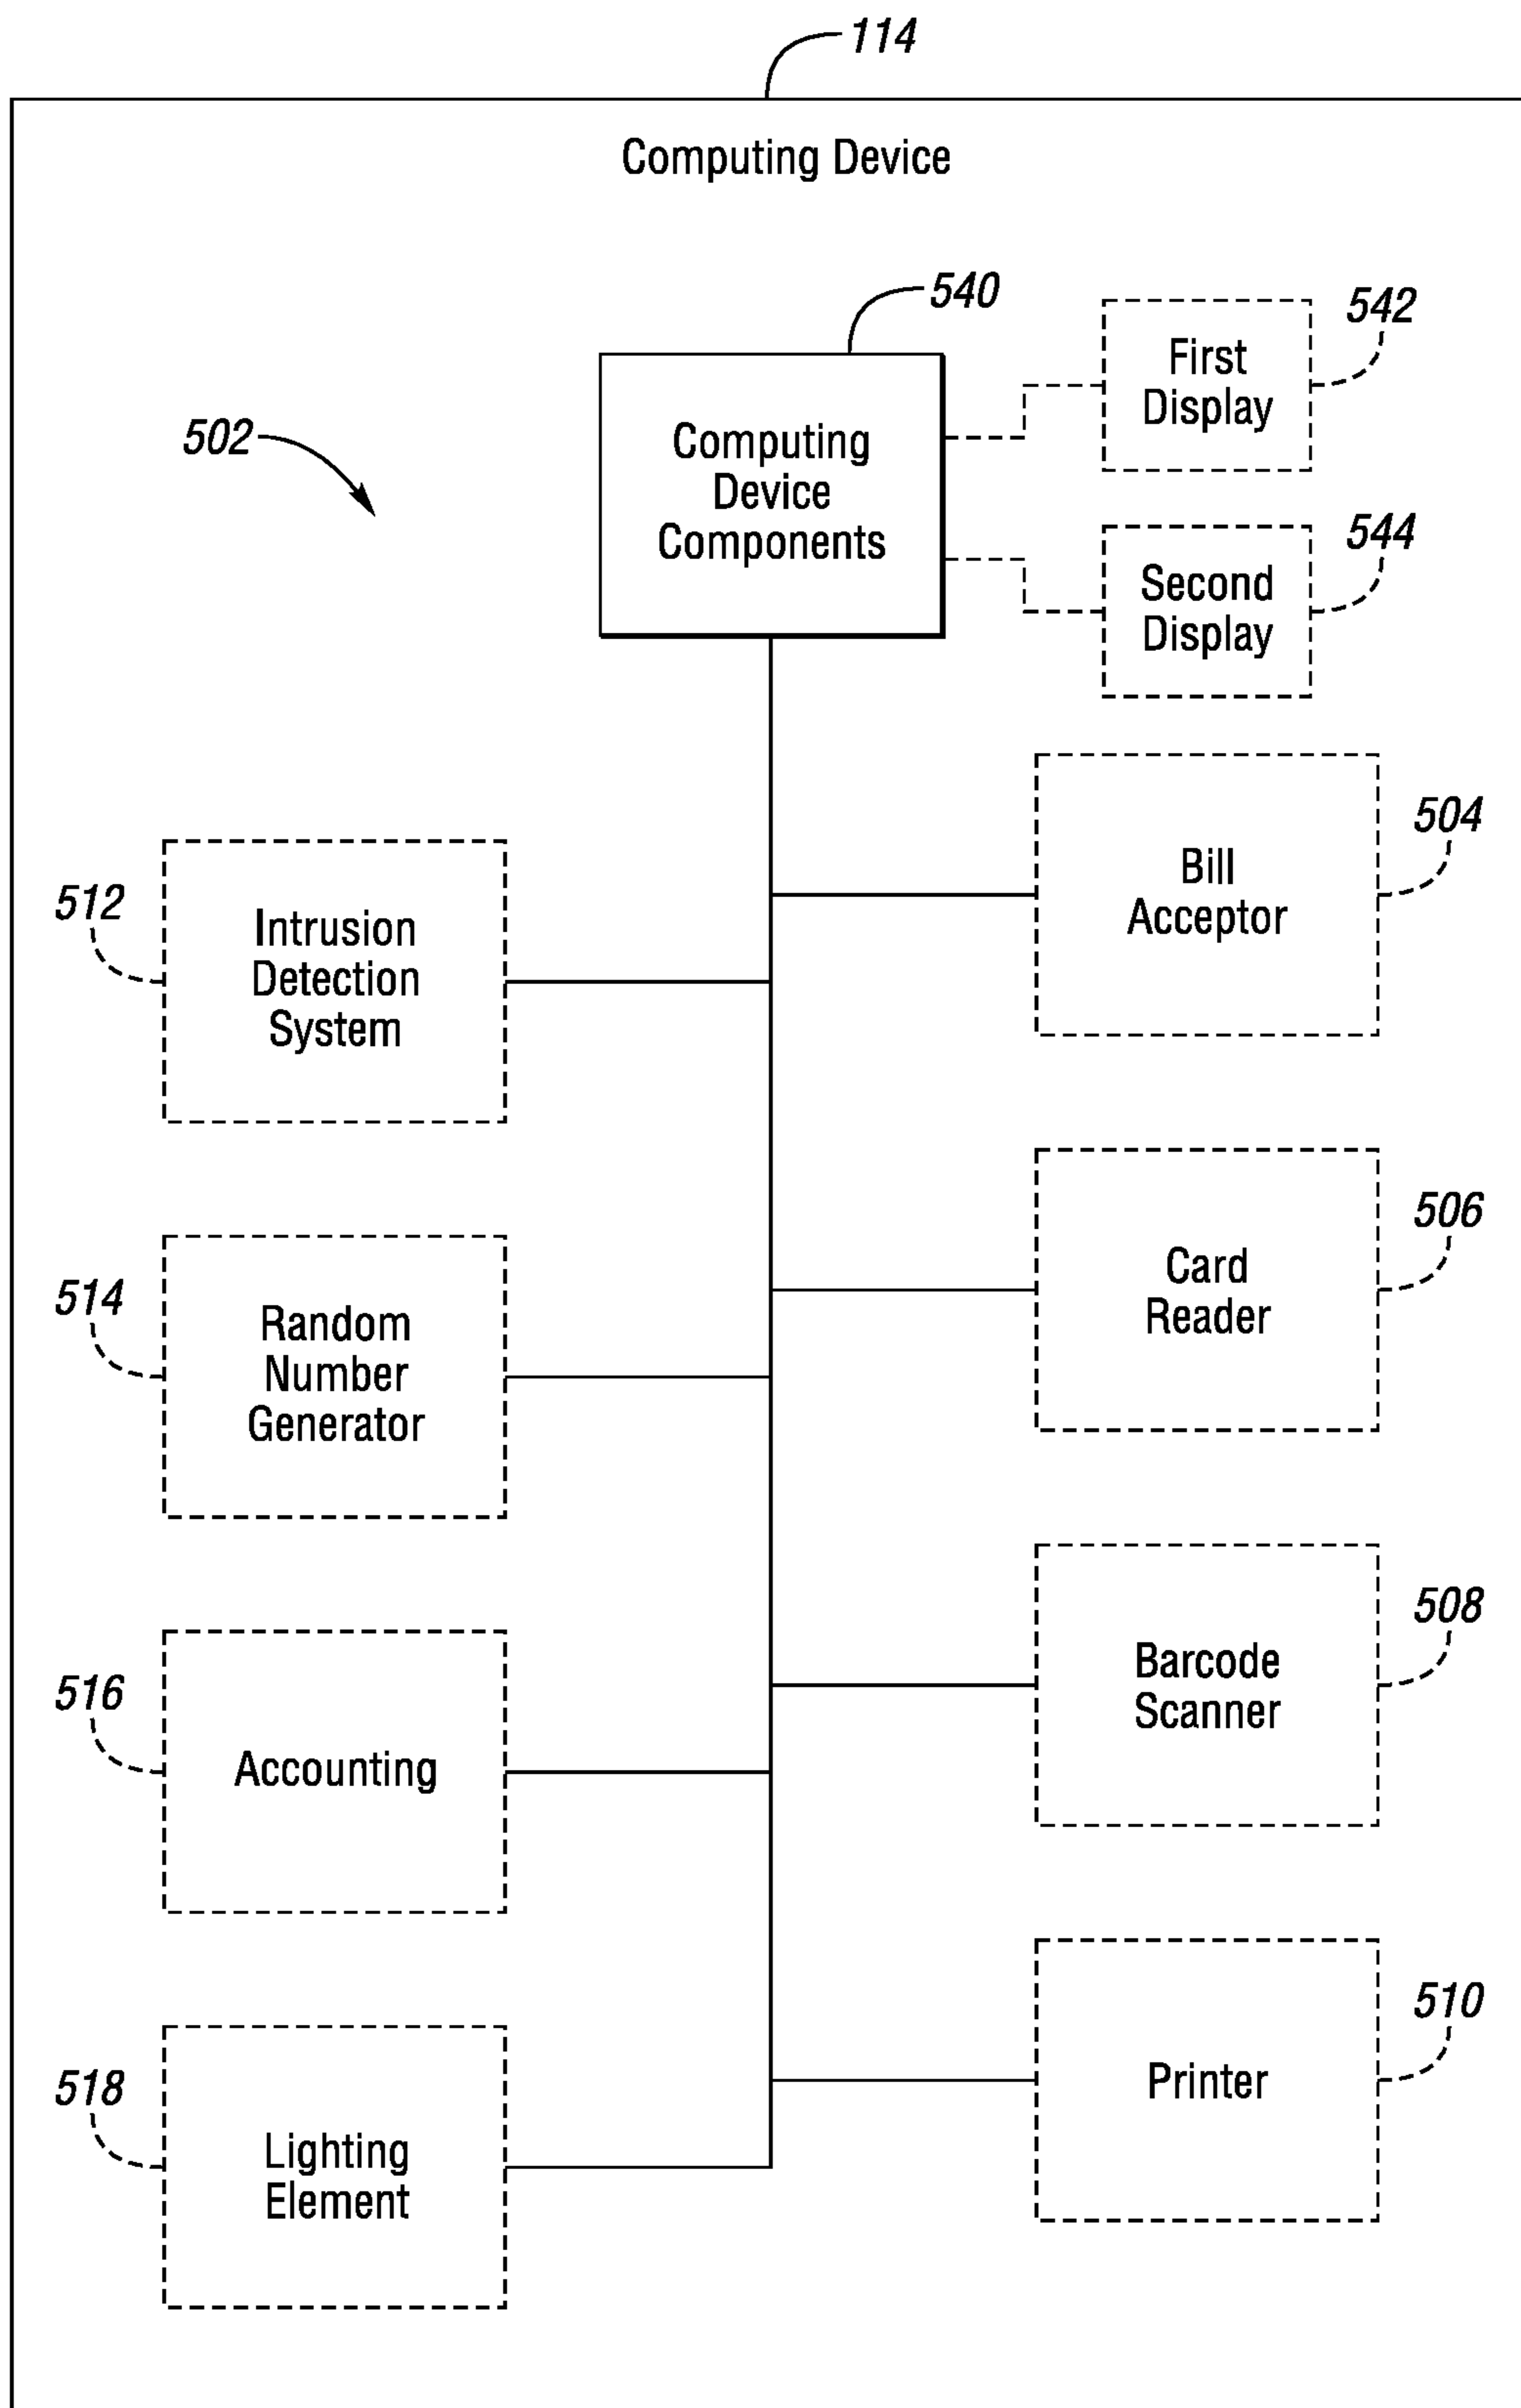 114
Computing Device
540
542
First
Display
502
Computing
Device
Components
544
Second
Display
504
Bill
Acceptor
512
Intrusion
Detection
System
506
Card
Reader
514
Random
Number
Generator
508
Barcode
Scanner
516
Accounting
510
Printer
518
Lighting
Element